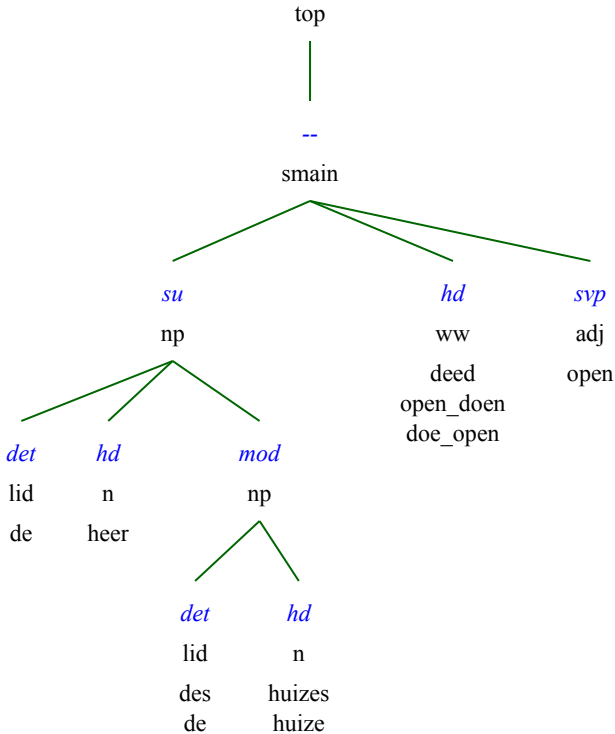 top
--
smain
su hd svp
np ww adj
deed open
open_doen
doe_open
det hd mod
lid n np
de heer
det hd
lid n
des huizes
de huize